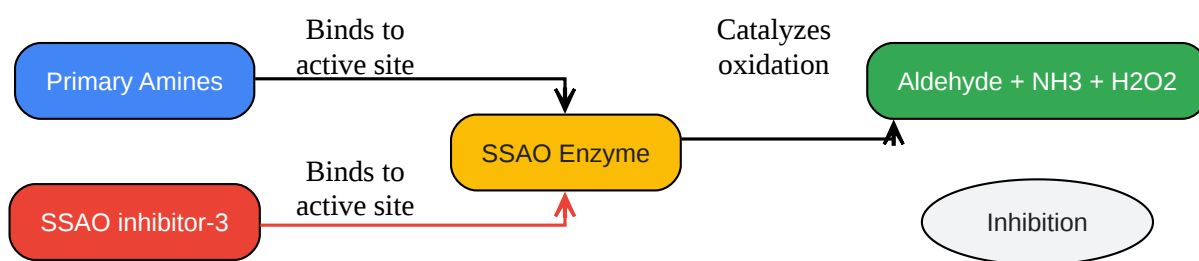 Primary Amines
Binds to
active site
SSAO inhibitor-3
Binds to
active site
SSAO Enzyme
Catalyzes
oxidation
Aldehyde + NH3 + H2O2
Inhibition